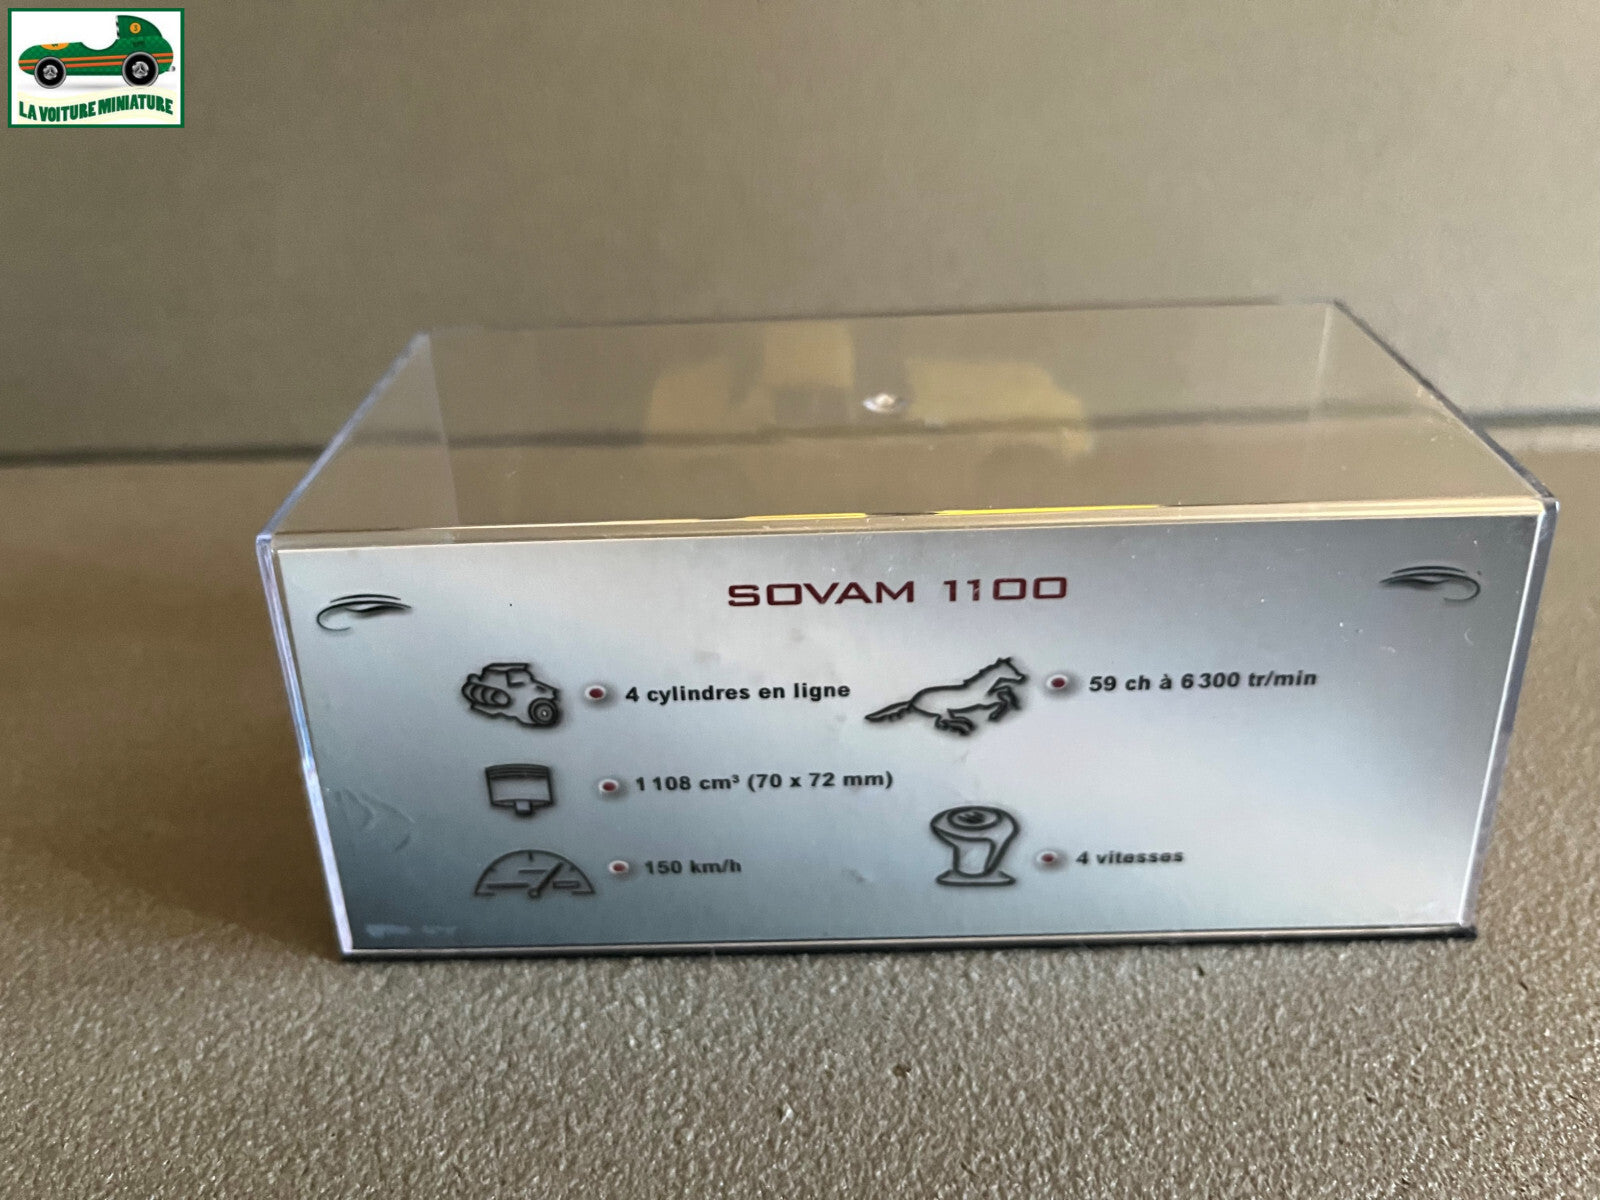 LA VOITURE MINIATURE
SOVAM 1100
4 cylindres en ligne
59 ch à 6 300 tr/min
1 108 cm³ (70 x 72 mm)
150 km/h
4 vitesses